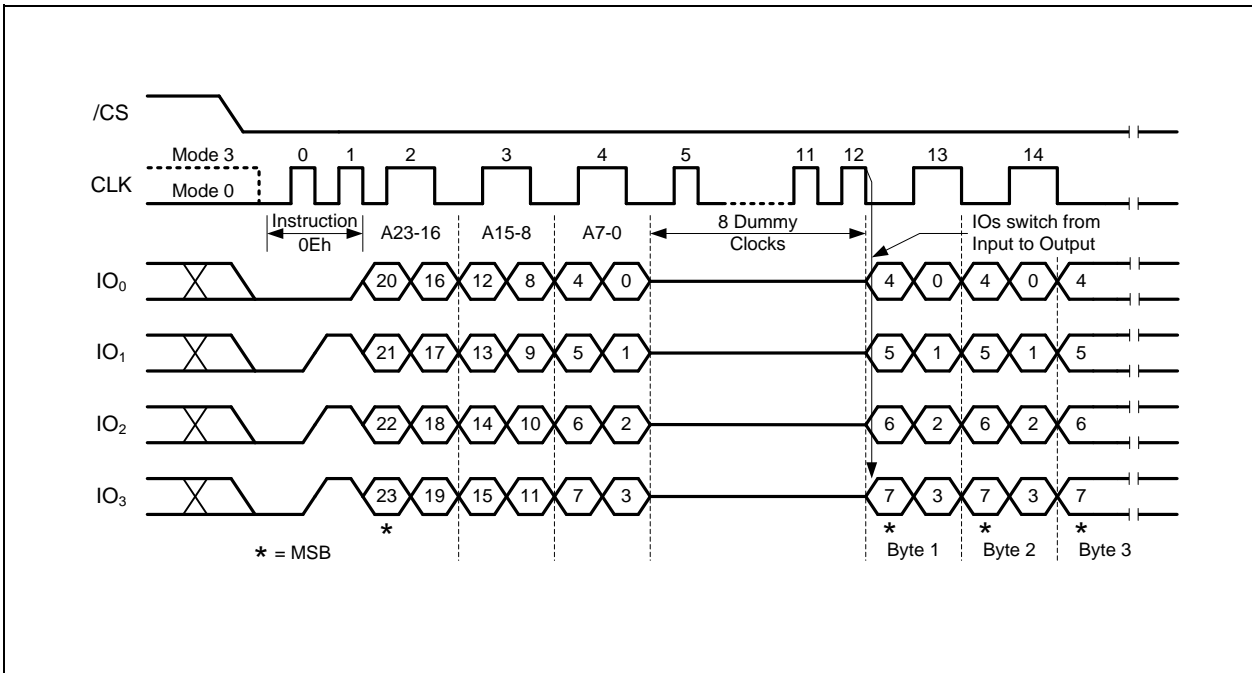 /CS
Mode 3 0 1 2 3 4 5 11 12 13 14
CLK Mode 0
Instruction 0Eh A23-16 A15-8 A7-0 8 Dummy Clocks IOs switch from Input to Output
IO0 20 16 12 8 4 0 4 0 4 0 4
IO1 21 17 13 9 5 1 5 1 5 1 5
IO2 22 18 14 10 6 2 6 2 6 2 6
IO3 23 19 15 11 7 3 7 3 7 3 7
* * * *
* = MSB Byte 1 Byte 2 Byte 3